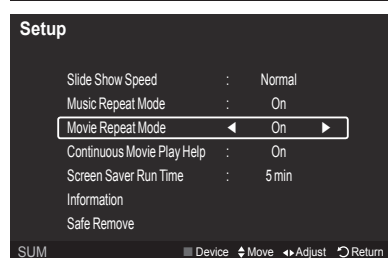 Setup
Slide Show Speed : Normal
Music Repeat Mode : On
Movie Repeat Mode ◀ On ▶
Continuous Movie Play Help : On
Screen Saver Run Time : 5 min
Information
Safe Remove
SUM Device Move Adjust Return